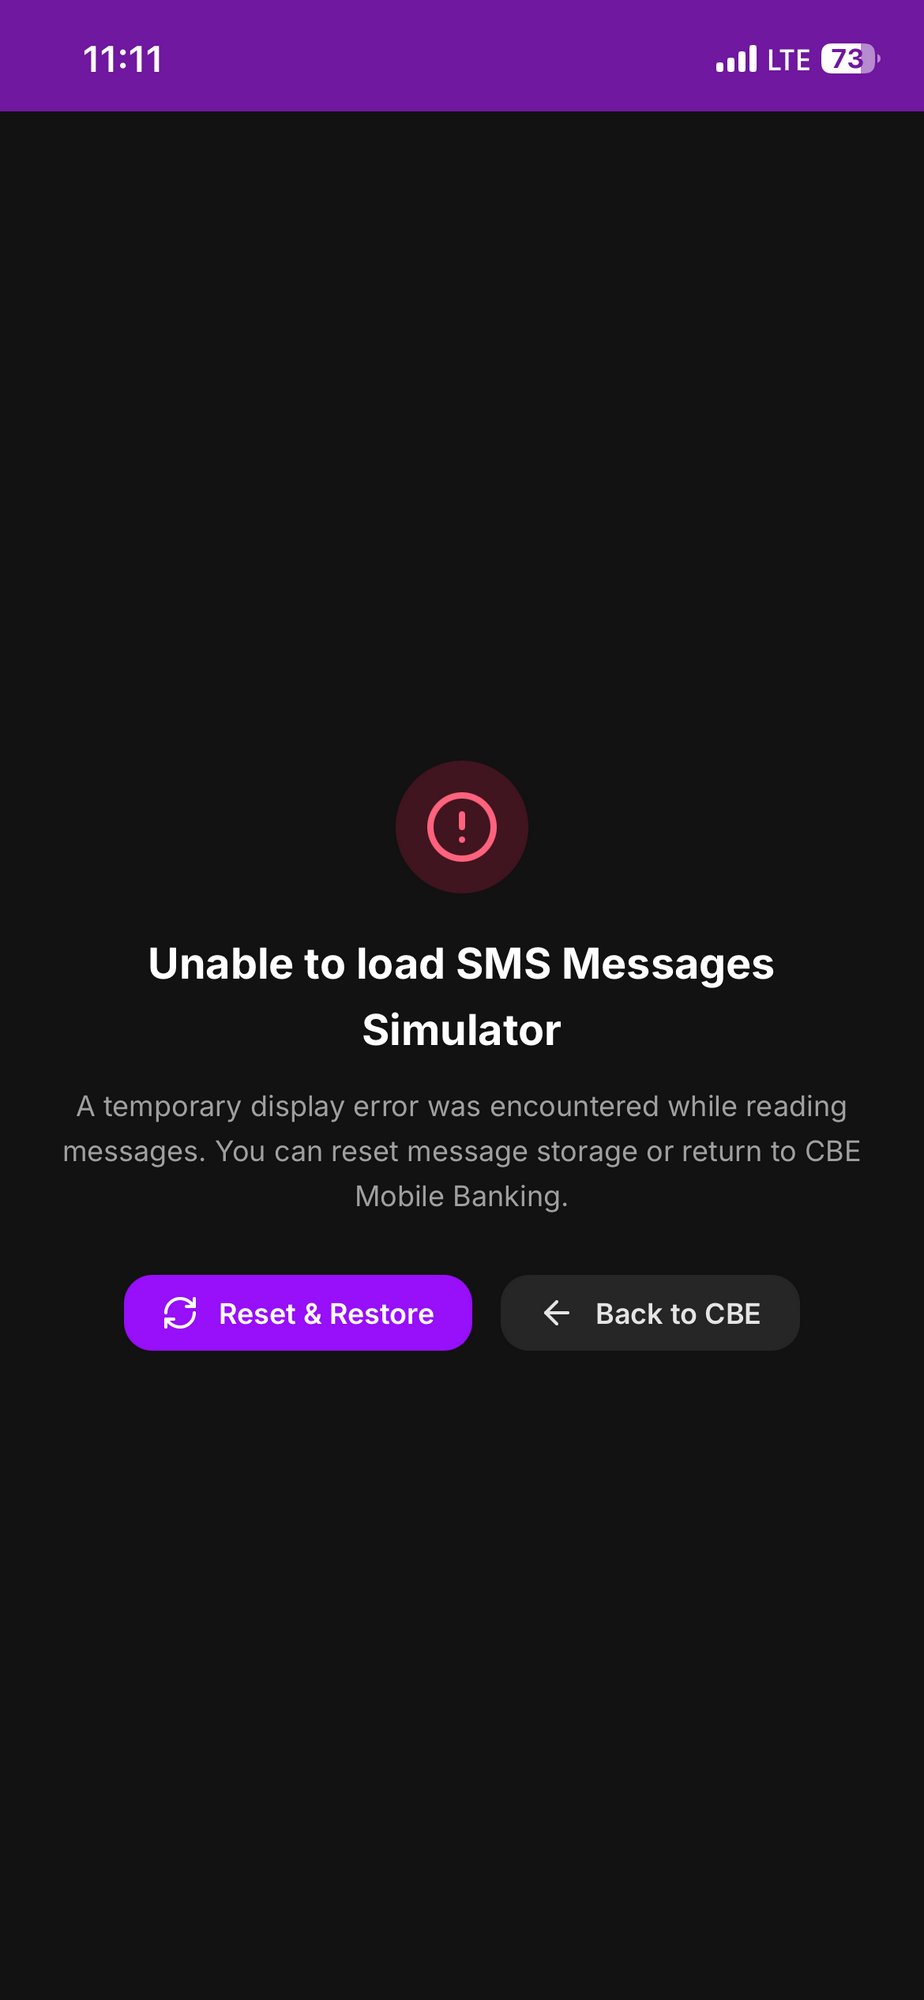 11:11
LTE 73
Unable to load SMS Messages
Simulator
A temporary display error was encountered while reading
messages. You can reset message storage or return to CBE
Mobile Banking.
Reset & Restore
Back to CBE